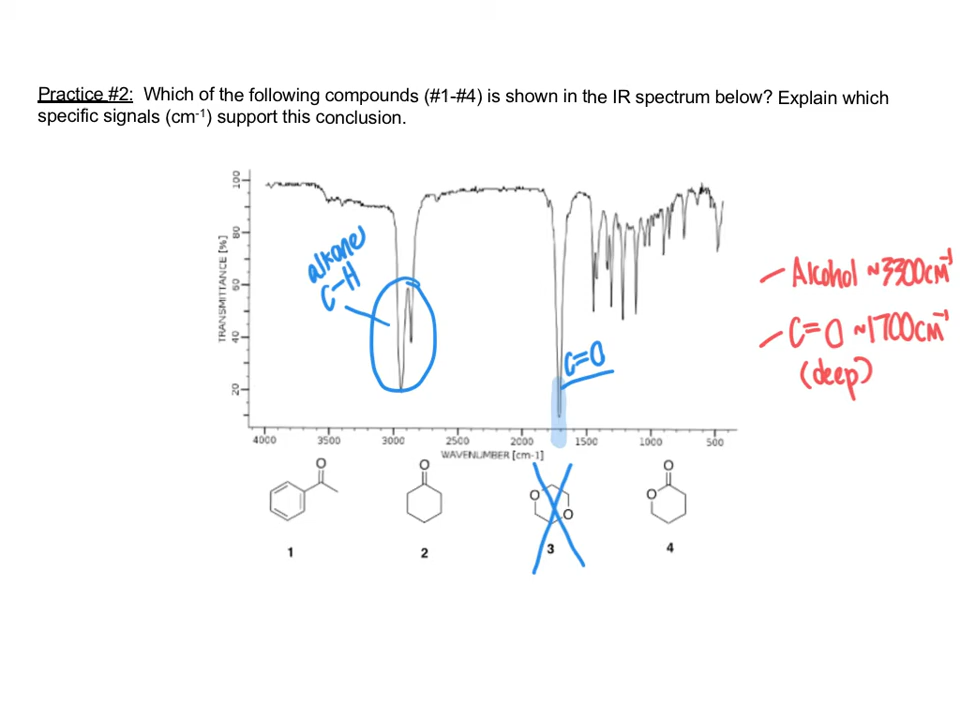 Practice #2: Which of the following compounds (#1-#4) is shown in the IR spectrum below? Explain which
specific signals (cm-1) support this conclusion.
100
80
60
40
20
TRANSMITTANCE [%]
alkane
C-H
C=O
- Alcohol ~3300cm-1
- C=O ~1700cm-1
(deep)
4000 3500 3000 2500 2000 1500 1000 500
WAVENUMBER [cm-1]
O O O O O O
1 2 3 4